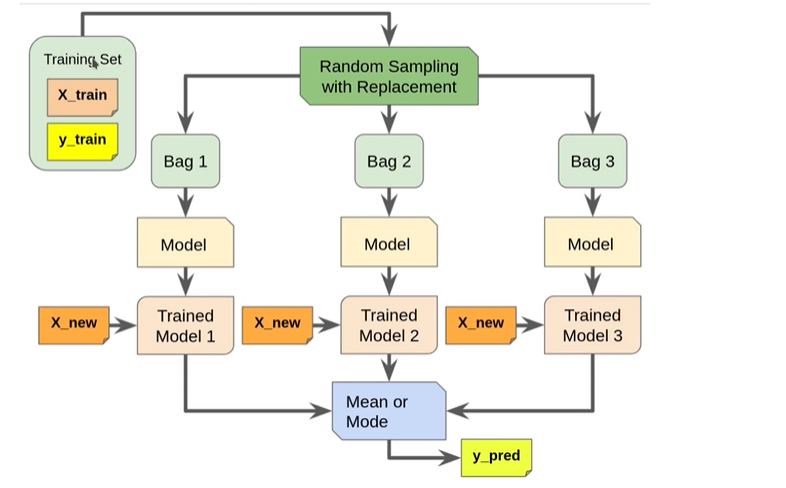 Training Set
X_train
y_train
Random Sampling
with Replacement
Bag 1
Bag 2
Bag 3
Model
Model
Model
X_new
Trained
Model 1
X_new
Trained
Model 2
X_new
Trained
Model 3
Mean or
Mode
y_pred